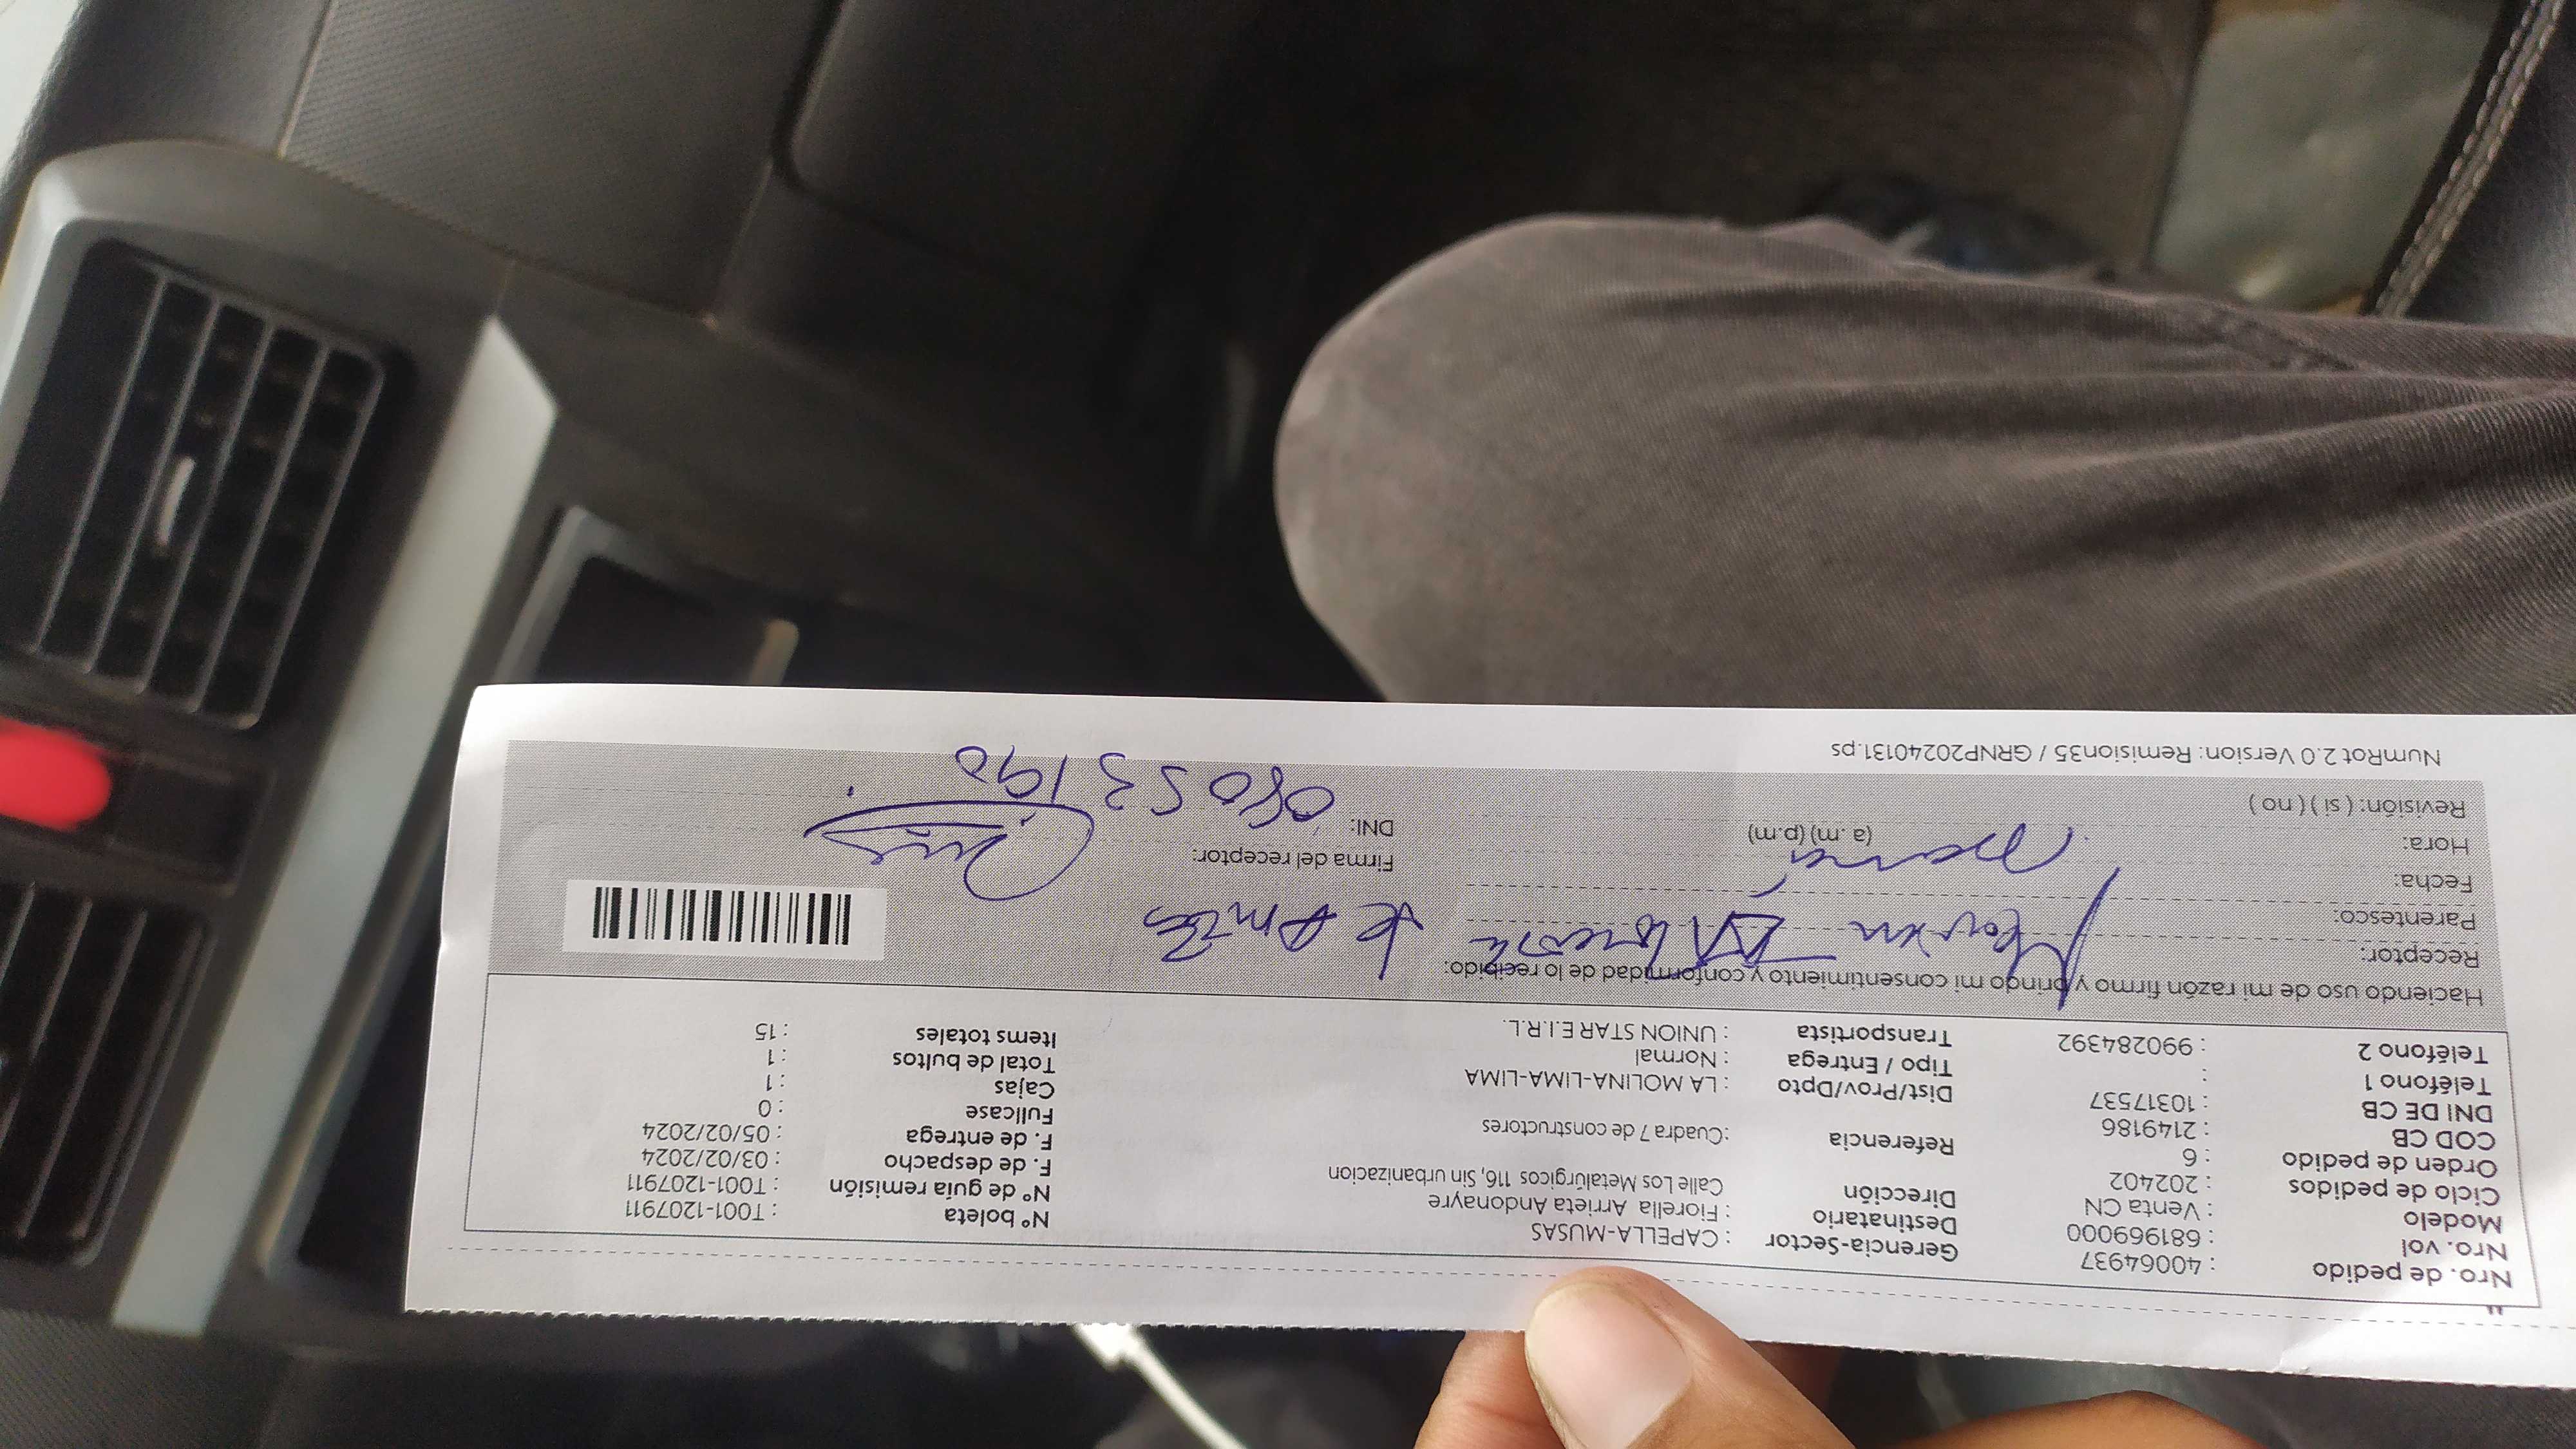 Nro. de pedido : 40064937
Nro. vol : 681969000
Modelo : Venta CN
Ciclo de pedidos : 202402
Orden de pedido : 6
COD CB : 2149186
DNI DE CB : 10317537
Teléfono 1 :
Teléfono 2 : 990284392
Gerencia-Sector : CAPELLA-MUSAS
Destinatario : Fiorella Arrieta Andonayre
Dirección Calle Los Metalúrgicos 116, Sin urbanizacion
Referencia :Cuadra 7 de constructores
Dist/Prov/Dpto : LA MOLINA-LIMA-LIMA
Tipo / Entrega : Normal
Transportista : UNION STAR E.I.R.L.
N° boleta : T001-1207911
N° de guia remisión : T001-1207911
F. de despacho : 03/02/2024
F. de entrega : 05/02/2024
Fullcase : 0
Cajas : 1
Total de bultos : 1
Items totales : 15
Haciendo uso de mi razón firmo y brindo mi consentimiento y conformidad de lo recibido:
Receptor:
Parentesco:
Fecha:
Hora: (a. m) (p.m)
Revisión: ( si ) ( no )
Firma del receptor:
DNI: 08053190
NumRot 2.0 Version: Remision35 / GRNP20240131.ps